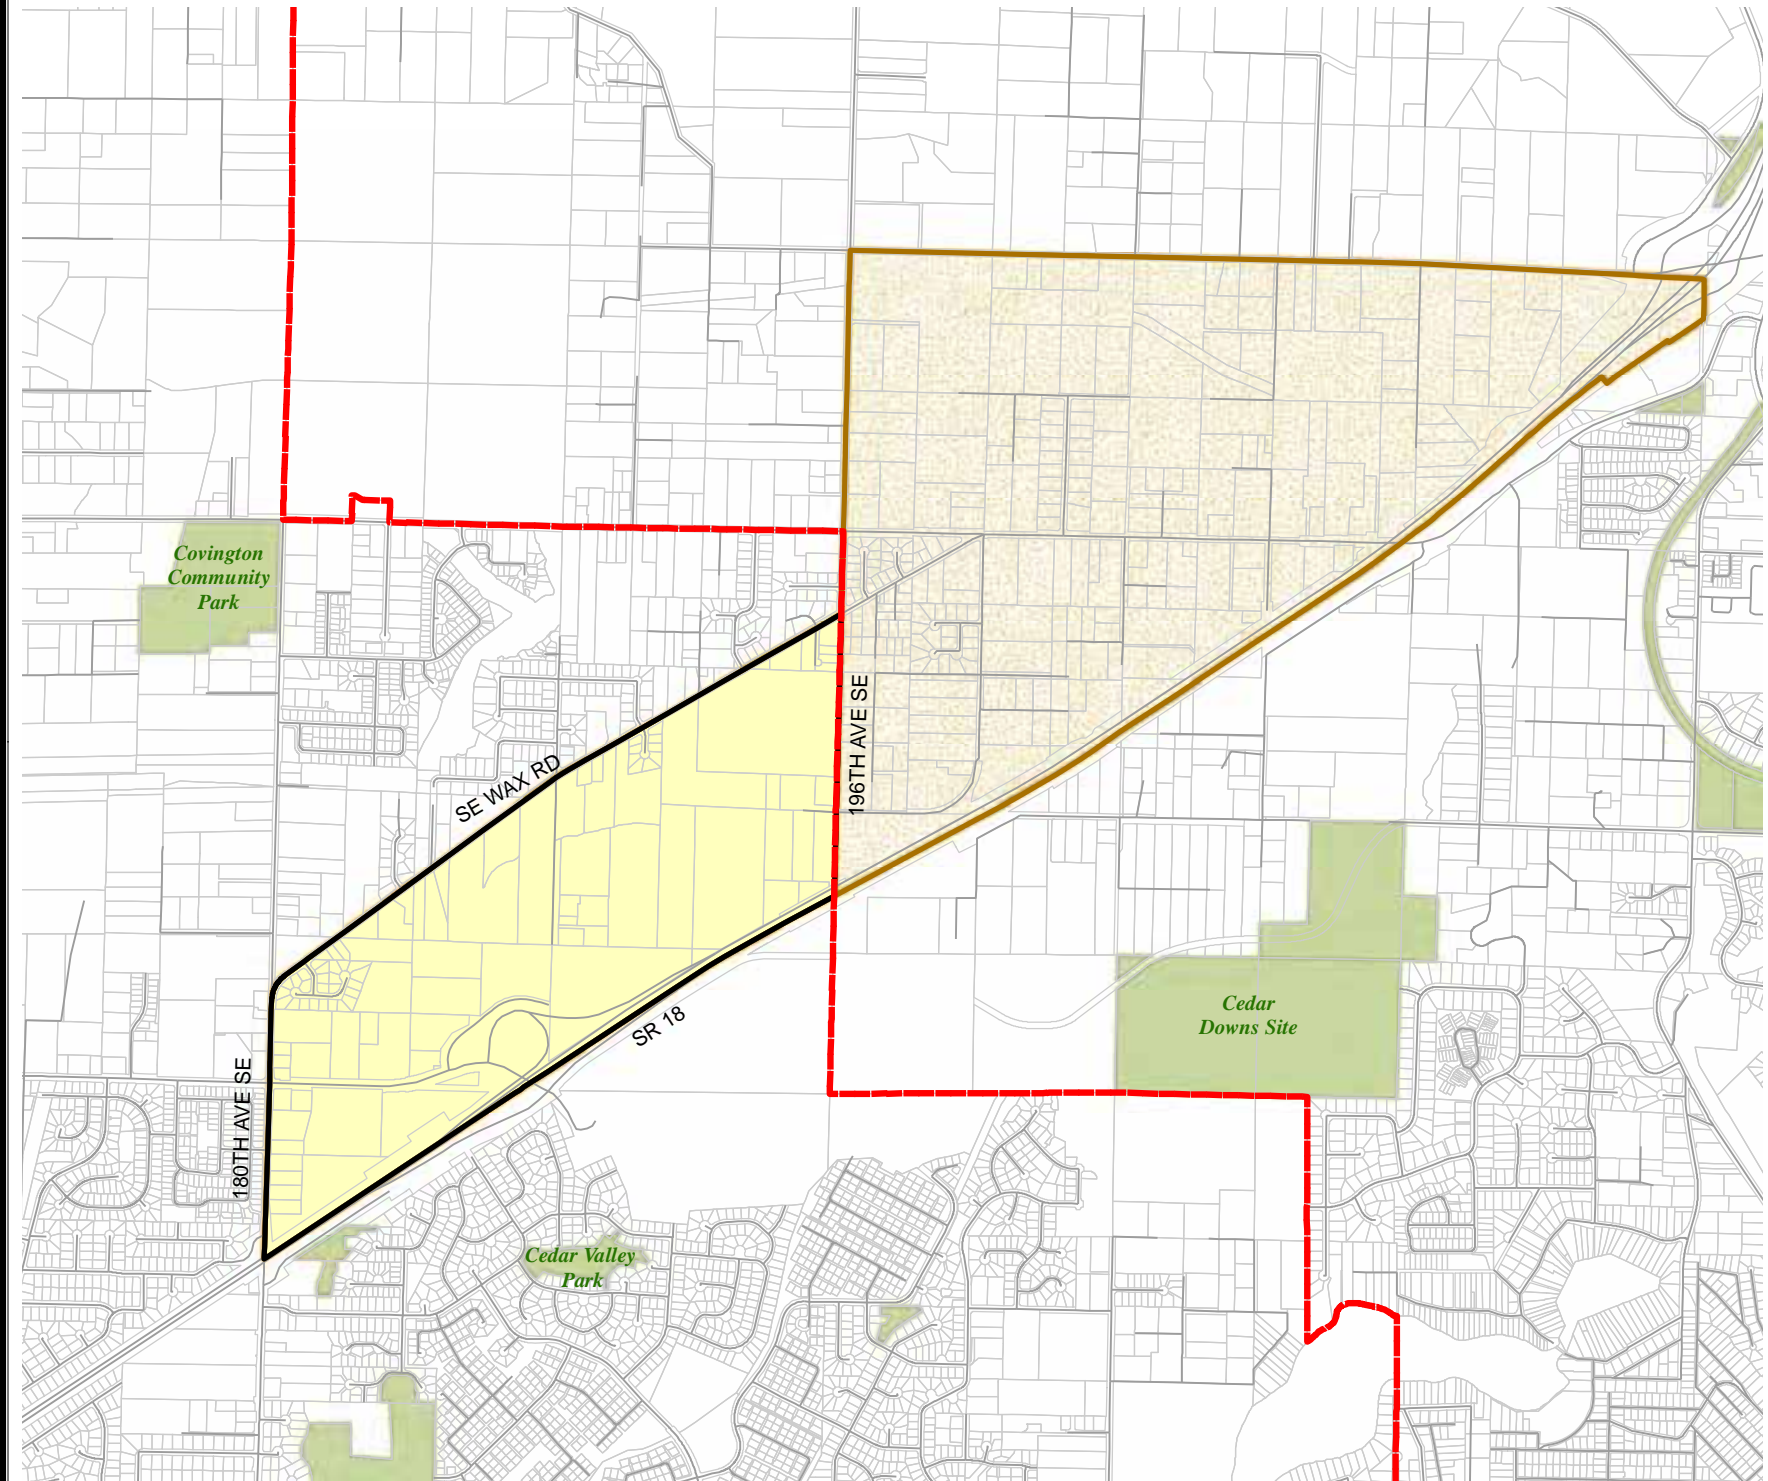 Covington
Community
Park
196TH AVE SE
SE WAX RD
Cedar
Downs Site
SR 18
180TH AVE SE
Cedar Valley
Park